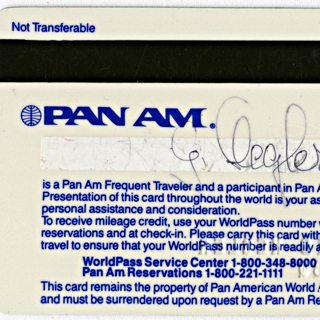 Not Transferable
PAN AM.
is a Pan Am Frequent Traveler and a participant in Pan A
Presentation of this card throughout the world is your as
personal assistance and consideration.
To receive mileage credit, use your WorldPass number w
reservations and at check-in. Please carry this card with
travel to ensure that your WorldPass number is readily a
WorldPass Service Center 1-800-348-8000
Pan Am Reservations 1-800-221-1111
This card remains the property of Pan American World A
and must be surrendered upon request by a Pan Am Re